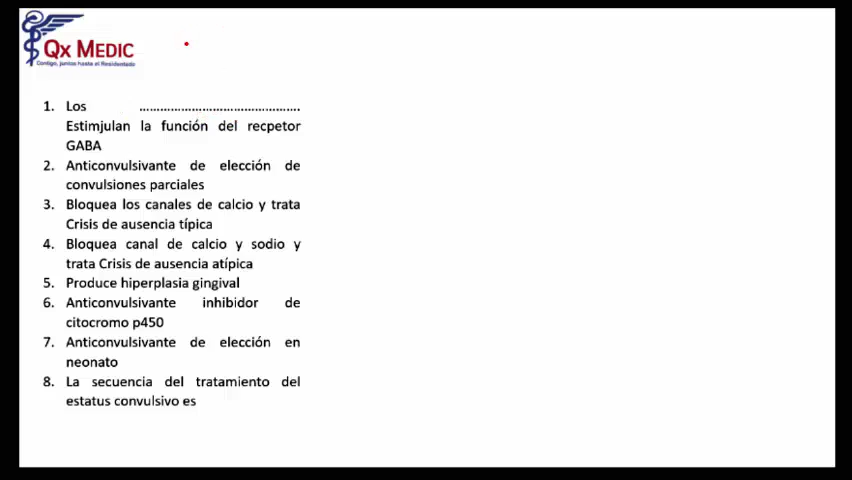 Qx MEDIC
Contigo, juntos hasta el Residentado
1. Los ............................................
Estimjulan la función del recpetor
GABA
2. Anticonvulsivante de elección de
convulsiones parciales
3. Bloquea los canales de calcio y trata
Crisis de ausencia típica
4. Bloquea canal de calcio y sodio y
trata Crisis de ausencia atípica
5. Produce hiperplasia gingival
6. Anticonvulsivante inhibidor de
citocromo p450
7. Anticonvulsivante de elección en
neonato
8. La secuencia del tratamiento del
estatus convulsivo es